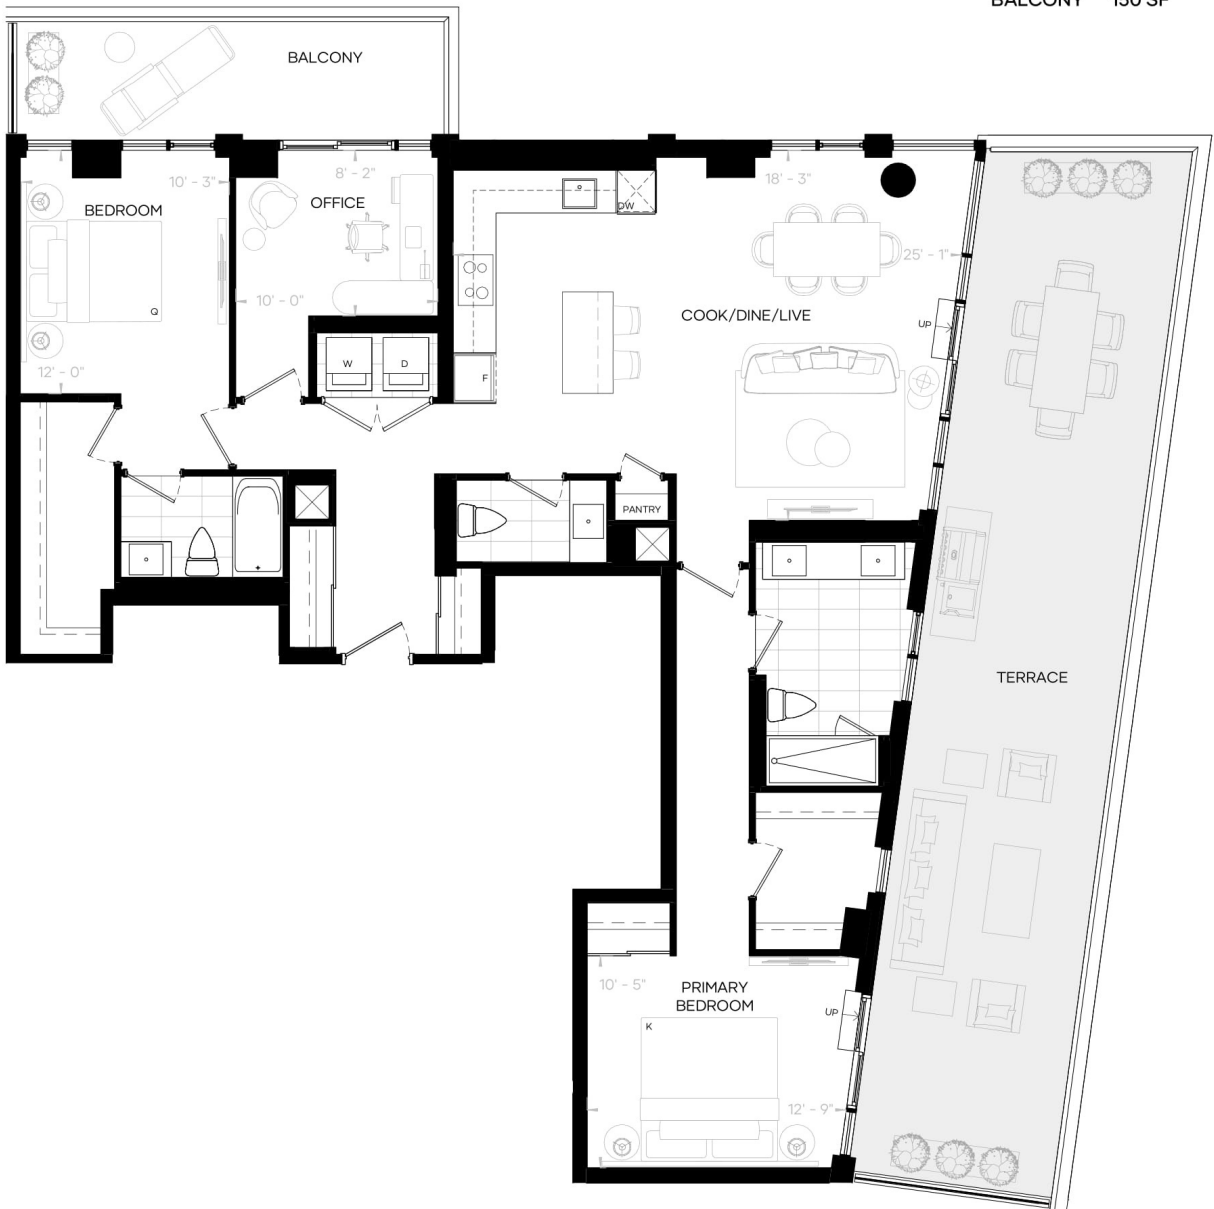 BALCONY 130 SF
BALCONY
10' - 3"
8' - 2"
18' - 3"
BEDROOM
OFFICE
DW
25' - 1"
10' - 0"
Q
COOK/DINE/LIVE
UP
12' - 0"
W
D
F
PANTRY
TERRACE
10' - 5"
PRIMARY
BEDROOM
UP
K
12' - 9"